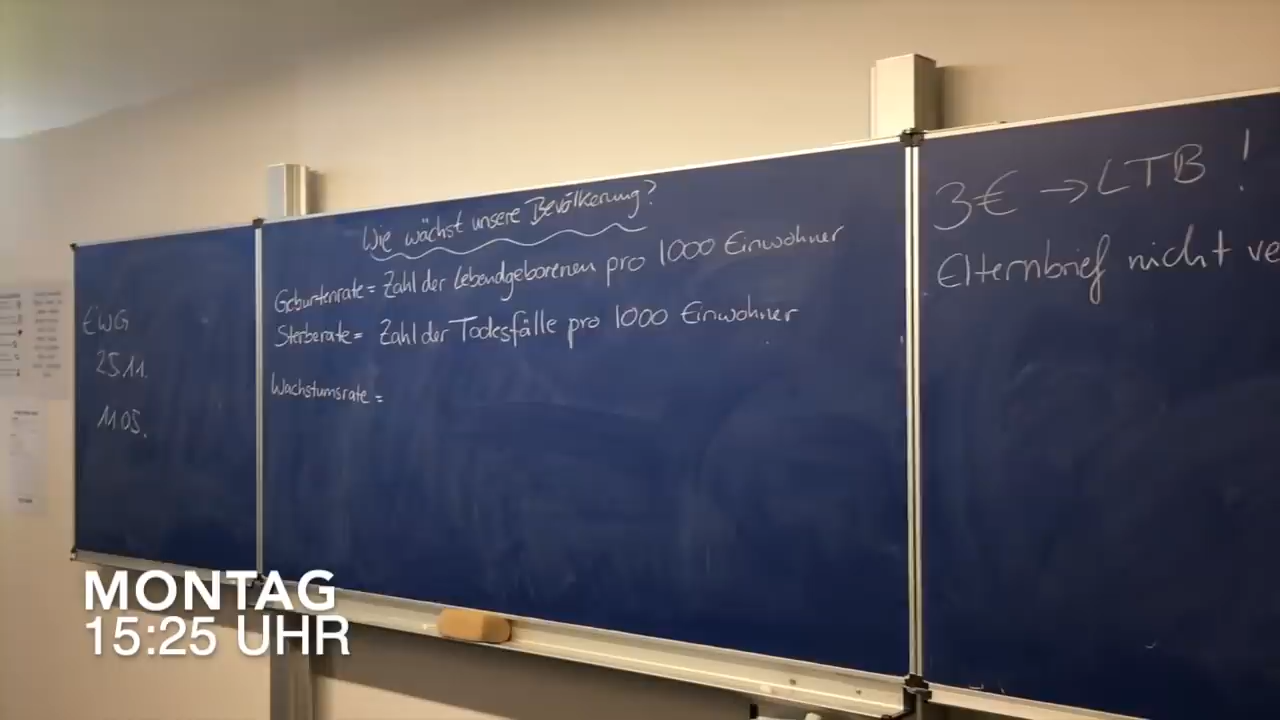 EWG
25.11.
11.05.
Wie wächst unsere Bevölkerung?
Geburtenrate = Zahl der Lebendgeborenen pro 1000 Einwohner
Sterberate = Zahl der Todesfälle pro 1000 Einwohner
Wachstumsrate =
3€ → LTB !
Elternbrief nicht ve
MONTAG
15:25 UHR